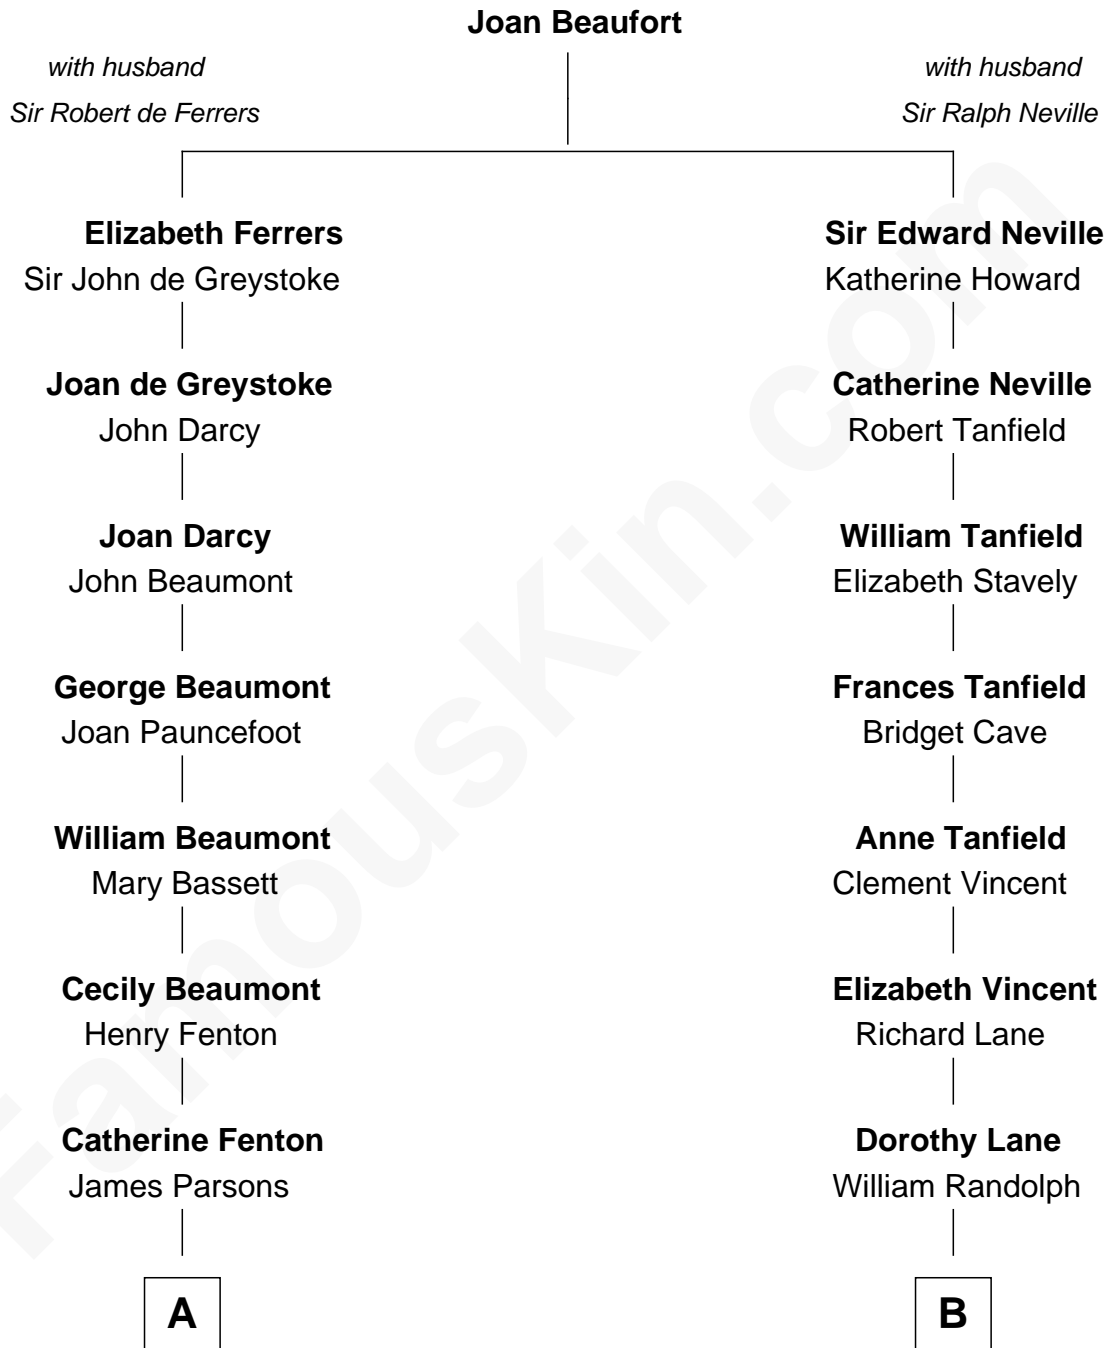 Joan Beaufort
with husband
Sir Robert de Ferrers
with husband
Sir Ralph Neville
Elizabeth Ferrers
Sir John de Greystoke
Joan de Greystoke
John Darcy
Joan Darcy
John Beaumont
George Beaumont
Joan Pauncefoot
William Beaumont
Mary Bassett
Cecily Beaumont
Henry Fenton
Catherine Fenton
James Parsons
A
Sir Edward Neville
Katherine Howard
Catherine Neville
Robert Tanfield
William Tanfield
Elizabeth Stavely
Frances Tanfield
Bridget Cave
Anne Tanfield
Clement Vincent
Elizabeth Vincent
Richard Lane
Dorothy Lane
William Randolph
B
FamousKin.com